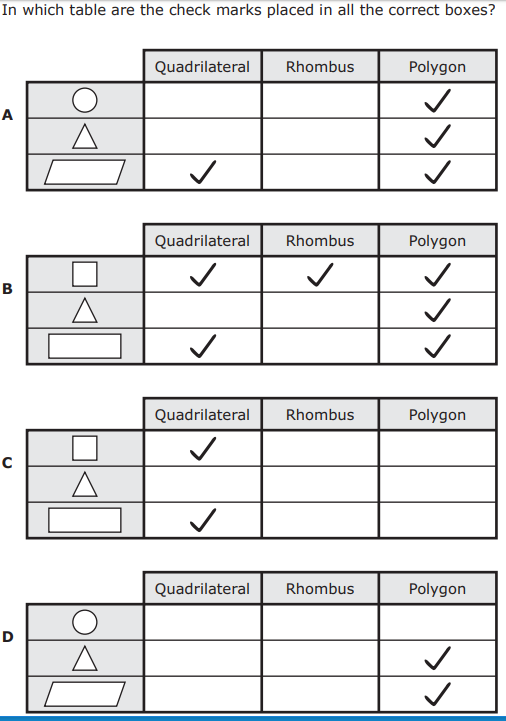 In which table are the check marks placed in all the correct boxes?
Quadrilateral Rhombus Polygon
A
Quadrilateral Rhombus Polygon
B
Quadrilateral Rhombus Polygon
C
Quadrilateral Rhombus Polygon
D